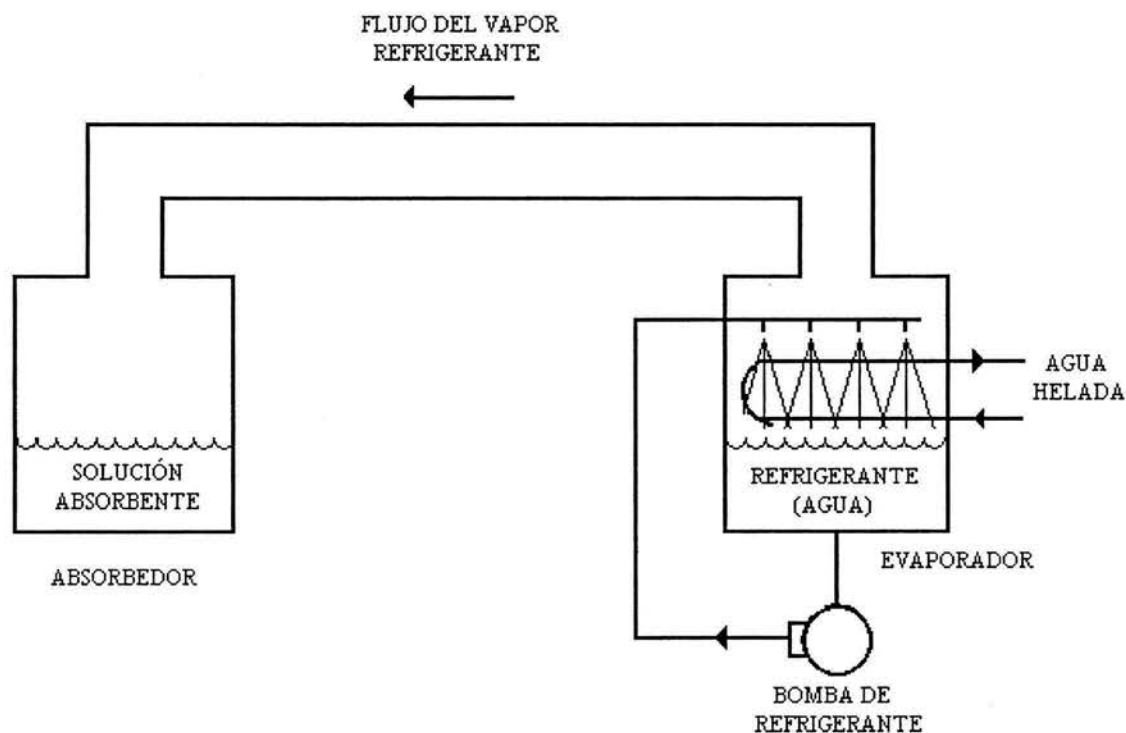 FLUJO DEL VAPOR
REFRIGERANTE
AGUA
HELADA
SOLUCIÓN
ABSORBENTE
REFRIGERANTE
(AGUA)
ABSORBEDOR
EVAPORADOR
BOMBA DE
REFRIGERANTE